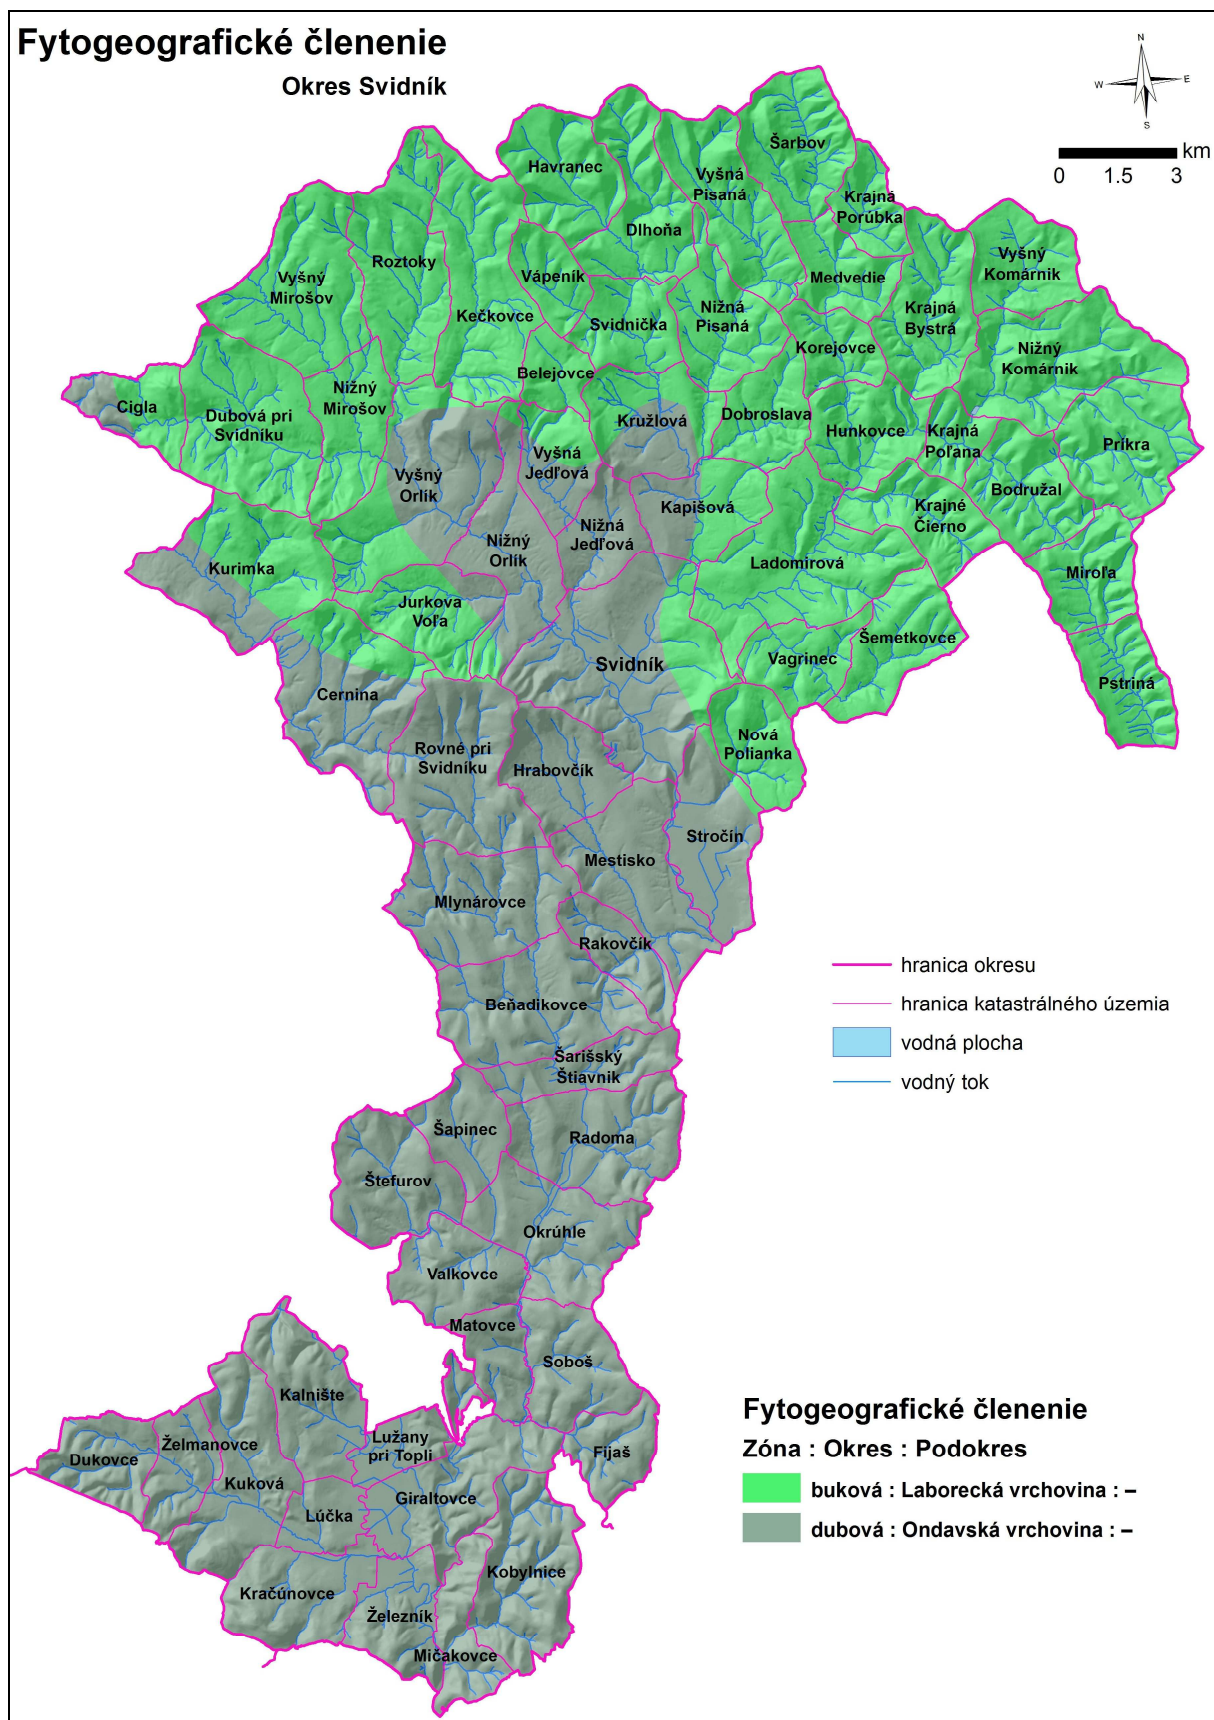 Fytogeografické členenie
Okres Svidník
N
W
E
S
km
0 1.5 3
Šarbov
Havranec
Vyšná
Pisaná
Krajná
Porúbka
Dlhoňa
Vyšný
Komárnik
Roztoky
Vyšný
Mirošov
Vápeník
Medvedie
Kečkovce
Svidnička
Nižná
Pisaná
Krajná
Bystrá
Korejovce
Nižný
Komárnik
Belejovce
Cigla
Nižný
Mirošov
Dubová pri
Svidníku
Kružlová
Dobroslava
Hunkovce
Krajná
Poľana
Príkra
Vyšná
Jedľová
Vyšný
Orlík
Bodružal
Kapišová
Krajné
Čierno
Nižná
Jedľová
Nižný
Orlík
Kurimka
Ladomirová
Miroľa
Jurkova
Voľa
Šemetkovce
Vagrinec
Svidník
Cernina
Pstriná
Nová
Polianka
Rovné pri
Svidníku
Hrabovčík
Stročín
Mestisko
Mlynárovce
Rakovčík
hranica okresu
hranica katastrálného územia
vodná plocha
vodný tok
Beňadikovce
Šarišský
Štiavnik
Šapinec
Radoma
Štefurov
Okrúhle
Valkovce
Matovce
Soboš
Kalnište
Lužany
pri Topli
Fijaš
Želmanovce
Dukovce
Kuková
Giraltovce
Lúčka
Kobylnice
Kračúnovce
Železník
Mičakovce
Fytogeografické členenie
Zóna : Okres : Podokres
buková : Laborecká vrchovina : –
dubová : Ondavská vrchovina : –